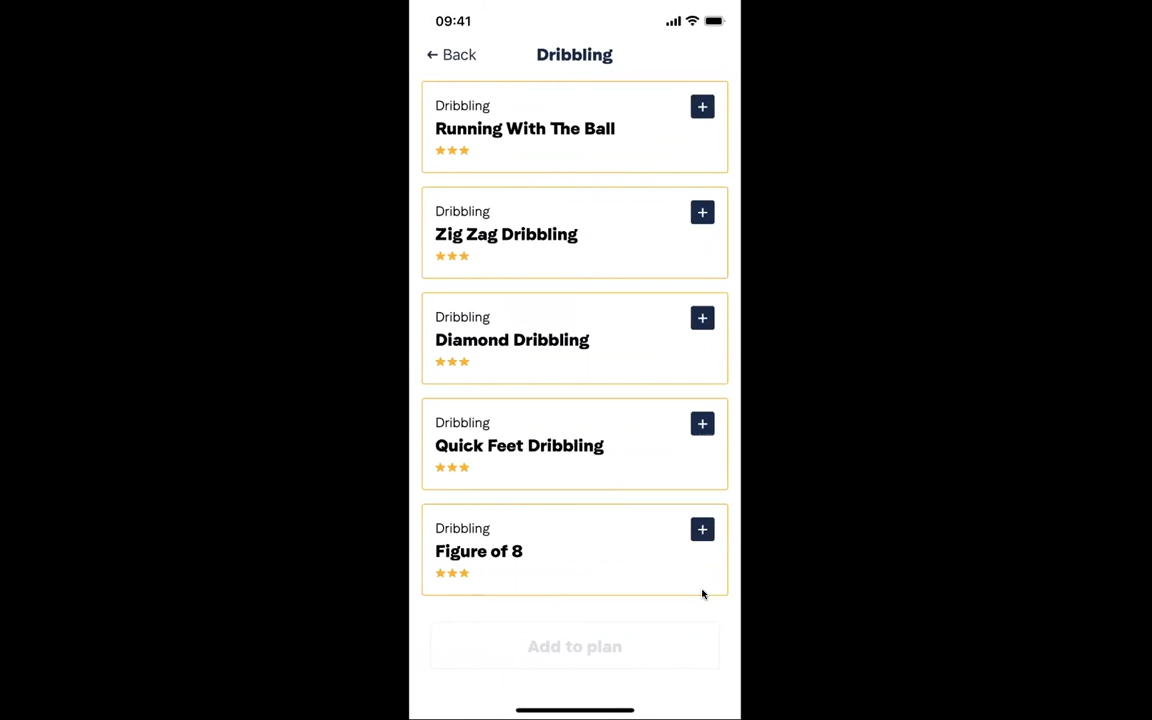 09:41
← Back
Dribbling
Dribbling
Running With The Ball
Dribbling
Zig Zag Dribbling
Dribbling
Diamond Dribbling
Dribbling
Quick Feet Dribbling
Dribbling
Figure of 8
Add to plan